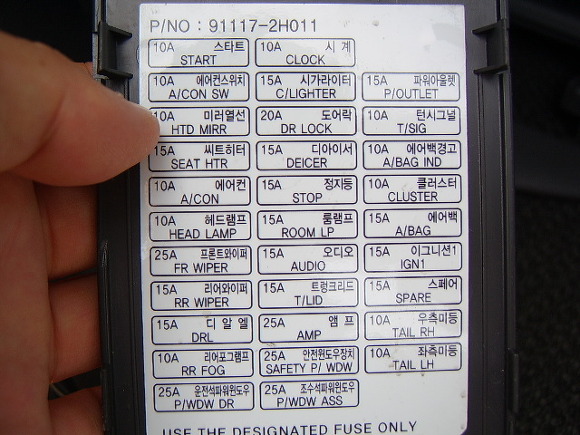 P/NO : 91117-2H011
10A 스타트 10A 시 계
START CLOCK
10A 에어컨스위치 15A 시가라이터 15A 파워아울렛
A/CON SW C/LIGHTER P/OUTLET
10A 미러열선 20A 도어락 10A 턴시그널
HTD MIRR DR LOCK T/SIG
15A 씨트히터 15A 디아이서 10A 에어백경고
SEAT HTR DEICER A/BAG IND
10A 에어컨 15A 정지등 10A 클러스터
A/CON STOP CLUSTER
10A 헤드램프 15A 룸램프 15A 에어백
HEAD LAMP ROOM LP A/BAG
25A 프론트와이퍼 15A 오디오 15A 이그니션1
FR WIPER AUDIO IGN1
15A 리어와이퍼 15A 트렁크리드 15A 스페어
RR WIPER T/LID SPARE
15A 디 알 엘 25A 앰 프 10A 우측미등
DRL AMP TAIL RH
10A 리어포그램프 25A 안전윈도우장치 10A 좌측미등
RR FOG SAFETY P/ WDW TAIL LH
25A 운전석파워윈도우 25A 조수석파워윈도우
P/WDW DR P/WDW ASS
USE THE DESIGNATED FUSE ONLY